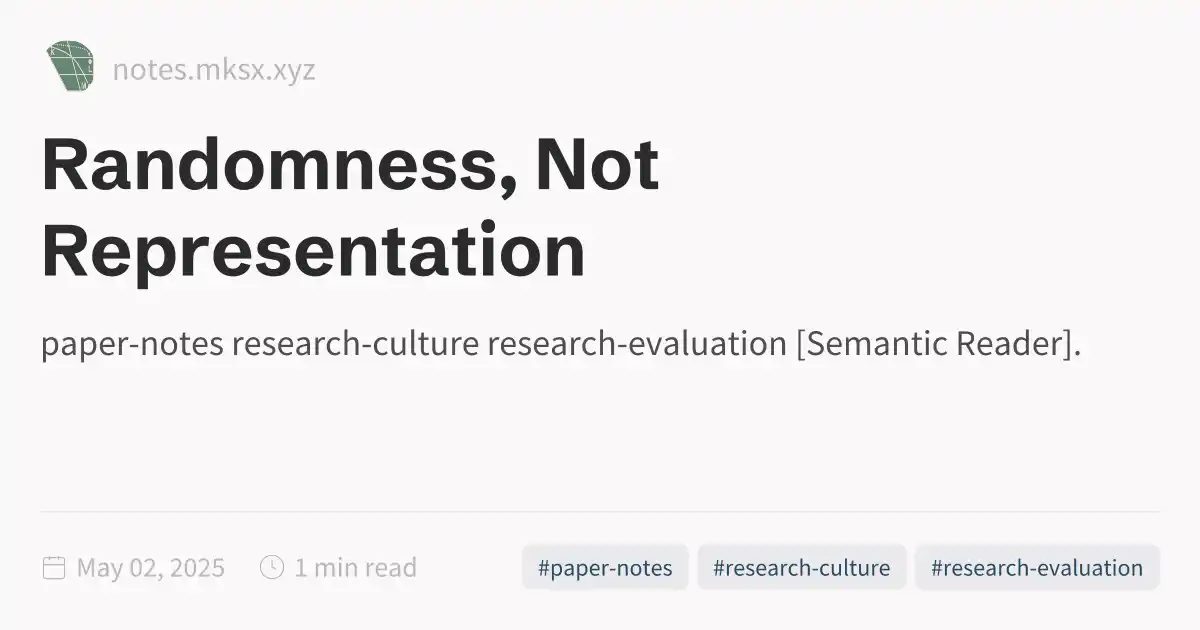 notes.mksx.xyz
Randomness, Not
Representation
paper-notes research-culture research-evaluation [Semantic Reader].
May 02, 2025
1 min read
#paper-notes
#research-culture
#research-evaluation